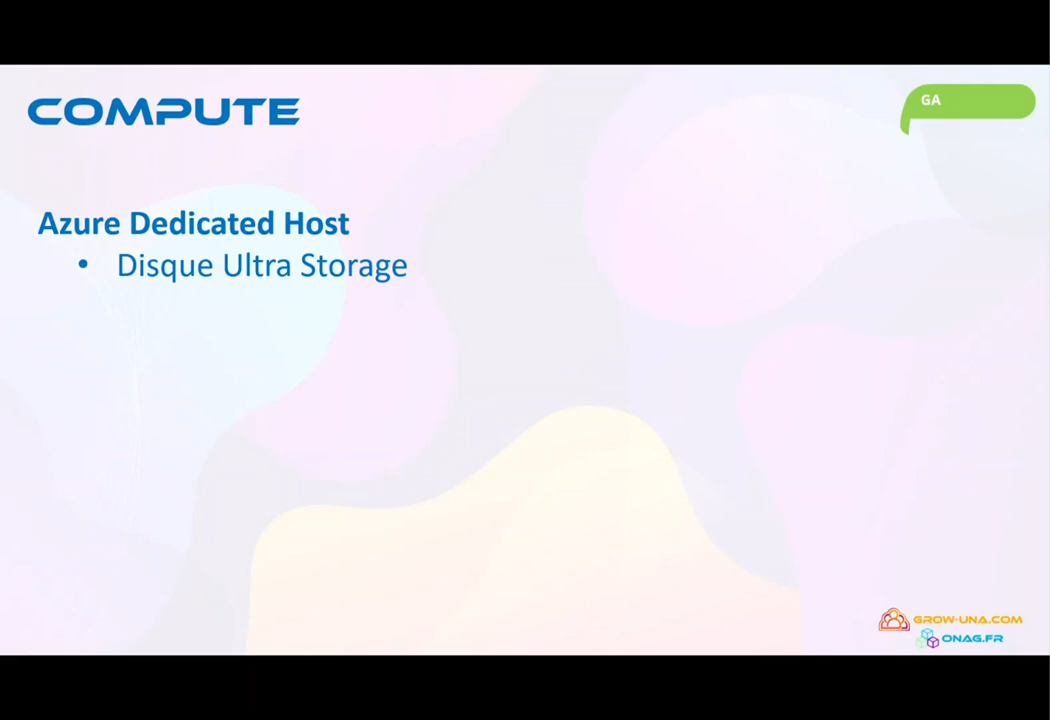 COMPUTE
GA
Azure Dedicated Host
• Disque Ultra Storage
GROW-UNA.COM
ONAG.FR